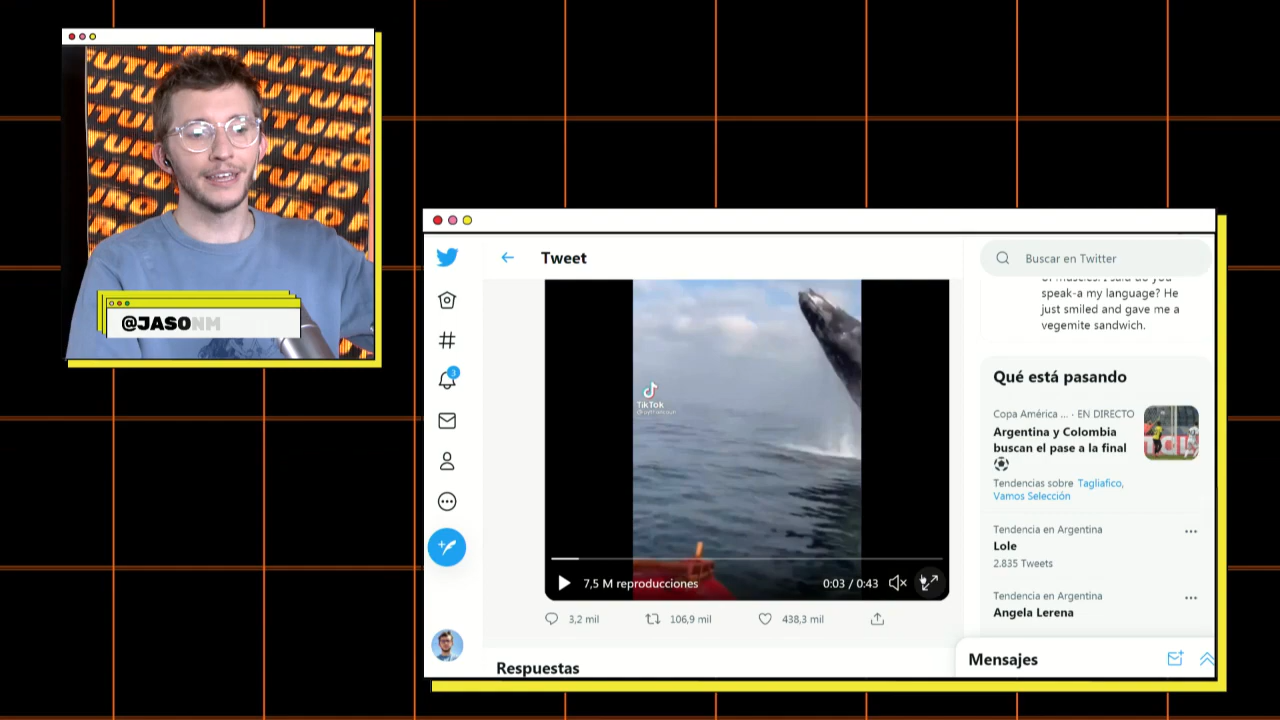 FUTURO
@JASONM
Tweet
Buscar en Twitter
speak-a my language? He
just smiled and gave me a
vegemite sandwich.
Qué está pasando
Copa América ... · EN DIRECTO
Argentina y Colombia
buscan el pase a la final
Tendencias sobre Tagliafico,
Vamos Selección
Tendencia en Argentina
Lole
2.835 Tweets
Tendencia en Argentina
Angela Lerena
3
TikTok
7,5 M reproducciones
0:03 / 0:43
3,2 mil
106,9 mil
438,3 mil
Respuestas
Mensajes